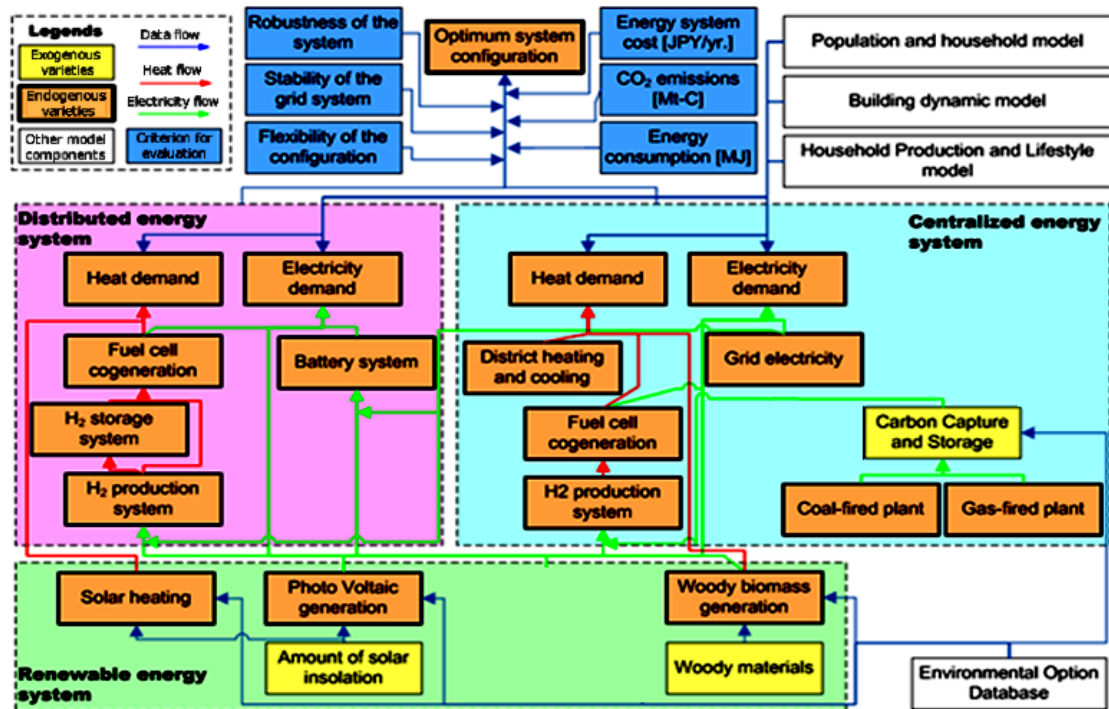 Legends
Exogenous
varieties
Endogenous
varieties
Other model
components
Data flow
Heat flow
Electricity flow
Criterion for
evaluation
Robustness of the
system
Stability of the
grid system
Flexibility of the
configuration
Optimum system
configuration
Energy system
cost [JPY/yr.]
CO₂ emissions
[Mt-C]
Energy
consumption [MJ]
Population and household model
Building dynamic model
Household Production and Lifestyle
model
Distributed energy
system
Heat demand
Electricity
demand
Fuel cell
cogeneration
Battery system
H₂ storage
system
H₂ production
system
Centralized energy
system
Heat demand
Electricity
demand
District heating
and cooling
Grid electricity
Fuel cell
cogeneration
Carbon Capture
and Storage
H2 production
system
Coal-fired plant
Gas-fired plant
Solar heating
Photo Voltaic
generation
Woody biomass
generation
Amount of solar
insolation
Woody materials
Renewable energy
system
Environmental Option
Database